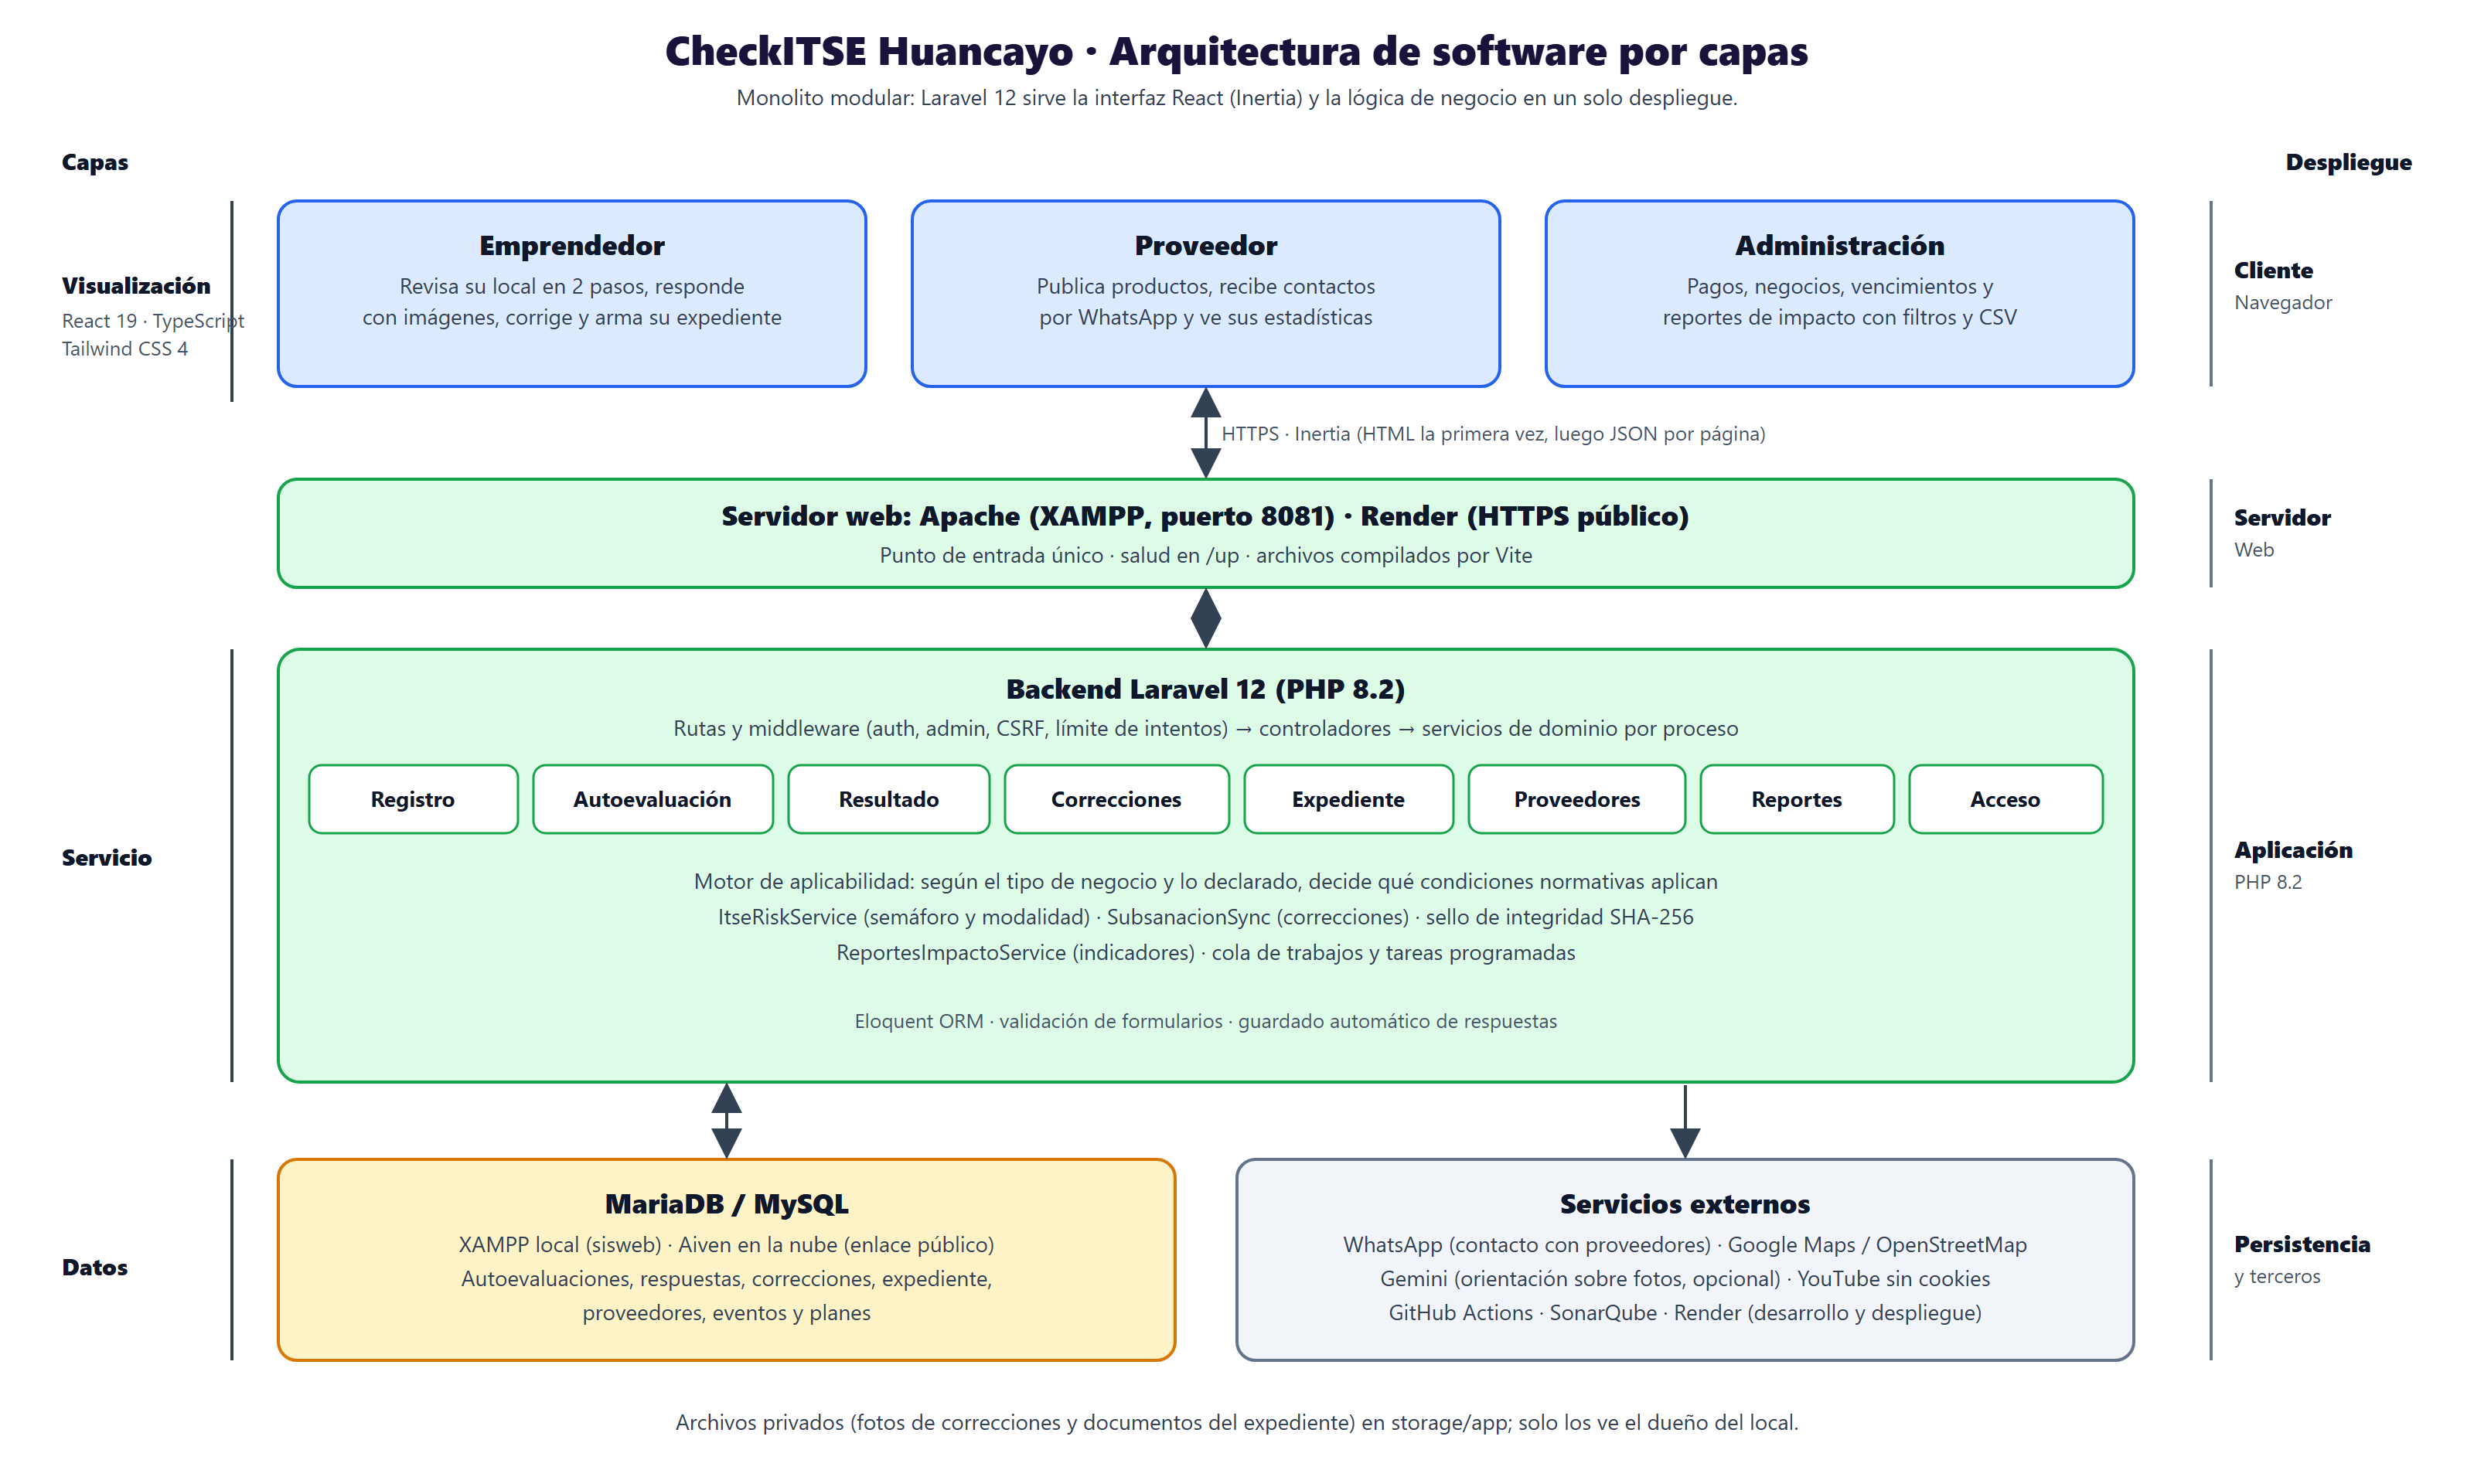 CheckITSE Huancayo · Arquitectura de software por capas
Monolito modular: Laravel 12 sirve la interfaz React (Inertia) y la lógica de negocio en un solo despliegue.
Capas
Despliegue
Visualización
React 19 · TypeScript
Tailwind CSS 4
Emprendedor
Revisa su local en 2 pasos, responde
con imágenes, corrige y arma su expediente
Proveedor
Publica productos, recibe contactos
por WhatsApp y ve sus estadísticas
Administración
Pagos, negocios, vencimientos y
reportes de impacto con filtros y CSV
Cliente
Navegador
HTTPS · Inertia (HTML la primera vez, luego JSON por página)
Servidor web: Apache (XAMPP, puerto 8081) · Render (HTTPS público)
Punto de entrada único · salud en /up · archivos compilados por Vite
Servidor
Web
Servicio
Backend Laravel 12 (PHP 8.2)
Rutas y middleware (auth, admin, CSRF, límite de intentos) → controladores → servicios de dominio por proceso
Registro
Autoevaluación
Resultado
Correcciones
Expediente
Proveedores
Reportes
Acceso
Motor de aplicabilidad: según el tipo de negocio y lo declarado, decide qué condiciones normativas aplican
ItseRiskService (semáforo y modalidad) · SubsanacionSync (correcciones) · sello de integridad SHA-256
ReportesImpactoService (indicadores) · cola de trabajos y tareas programadas
Eloquent ORM · validación de formularios · guardado automático de respuestas
Aplicación
PHP 8.2
Datos
MariaDB / MySQL
XAMPP local (sisweb) · Aiven en la nube (enlace público)
Autoevaluaciones, respuestas, correcciones, expediente,
proveedores, eventos y planes
Servicios externos
WhatsApp (contacto con proveedores) · Google Maps / OpenStreetMap
Gemini (orientación sobre fotos, opcional) · YouTube sin cookies
GitHub Actions · SonarQube · Render (desarrollo y despliegue)
Persistencia
y terceros
Archivos privados (fotos de correcciones y documentos del expediente) en storage/app; solo los ve el dueño del local.